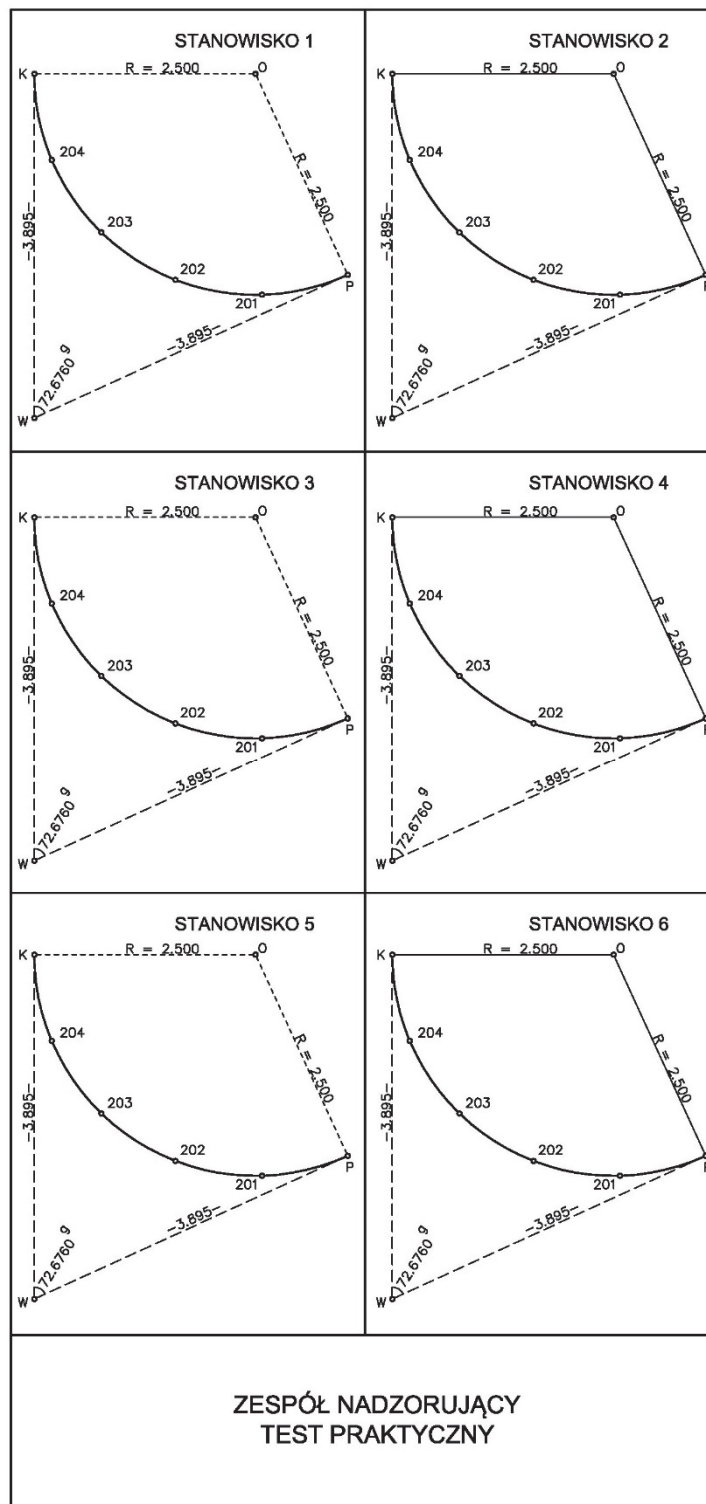 STANOWISKO 1
K
R = 2.500
O
204
R = 2.500
-3.895-
203
202
201
P
-3.895-
72.6760 g
W
STANOWISKO 2
K
R = 2.500
O
204
R = 2.500
-3.895-
203
202
201
P
-3.895-
72.6760 g
W
STANOWISKO 3
K
R = 2.500
O
204
R = 2.500
-3.895-
203
202
201
P
-3.895-
72.6760 g
W
STANOWISKO 4
K
R = 2.500
O
204
R = 2.500
-3.895-
203
202
201
P
-3.895-
72.6760 g
W
STANOWISKO 5
K
R = 2.500
O
204
R = 2.500
-3.895-
203
202
201
P
-3.895-
72.6760 g
W
STANOWISKO 6
K
R = 2.500
O
204
R = 2.500
-3.895-
203
202
201
P
-3.895-
72.6760 g
W
ZESPÓŁ NADZORUJĄCY
TEST PRAKTYCZNY